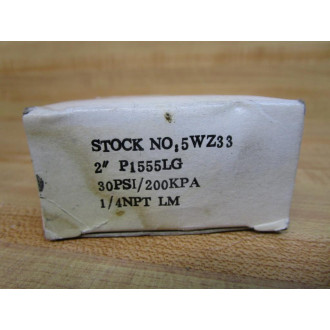 STOCK NO: 5WZ33
2" P1555LG
30PSI/200KPA
1/4NPT LM